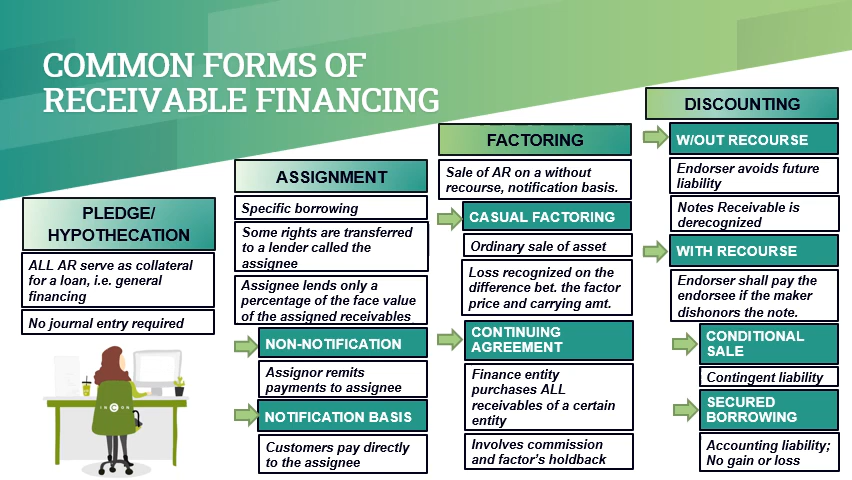 COMMON FORMS OF
RECEIVABLE FINANCING
PLEDGE/
HYPOTHECATION
ALL AR serve as collateral
for a loan, i.e. general
financing
No journal entry required
INCON
ASSIGNMENT
Specific borrowing
Some rights are transferred
to a lender called the
assignee
Assignee lends only a
percentage of the face value
of the assigned receivables
NON-NOTIFICATION
Assignor remits
payments to assignee
NOTIFICATION BASIS
Customers pay directly
to the assignee
FACTORING
Sale of AR on a without
recourse, notification basis.
CASUAL FACTORING
Ordinary sale of asset
Loss recognized on the
difference bet. the factor
price and carrying amt.
CONTINUING
AGREEMENT
Finance entity
purchases ALL
receivables of a certain
entity
Involves commission
and factor's holdback
DISCOUNTING
W/OUT RECOURSE
Endorser avoids future
liability
Notes Receivable is
derecognized
WITH RECOURSE
Endorser shall pay the
endorsee if the maker
dishonors the note.
CONDITIONAL
SALE
Contingent liability
SECURED
BORROWING
Accounting liability;
No gain or loss